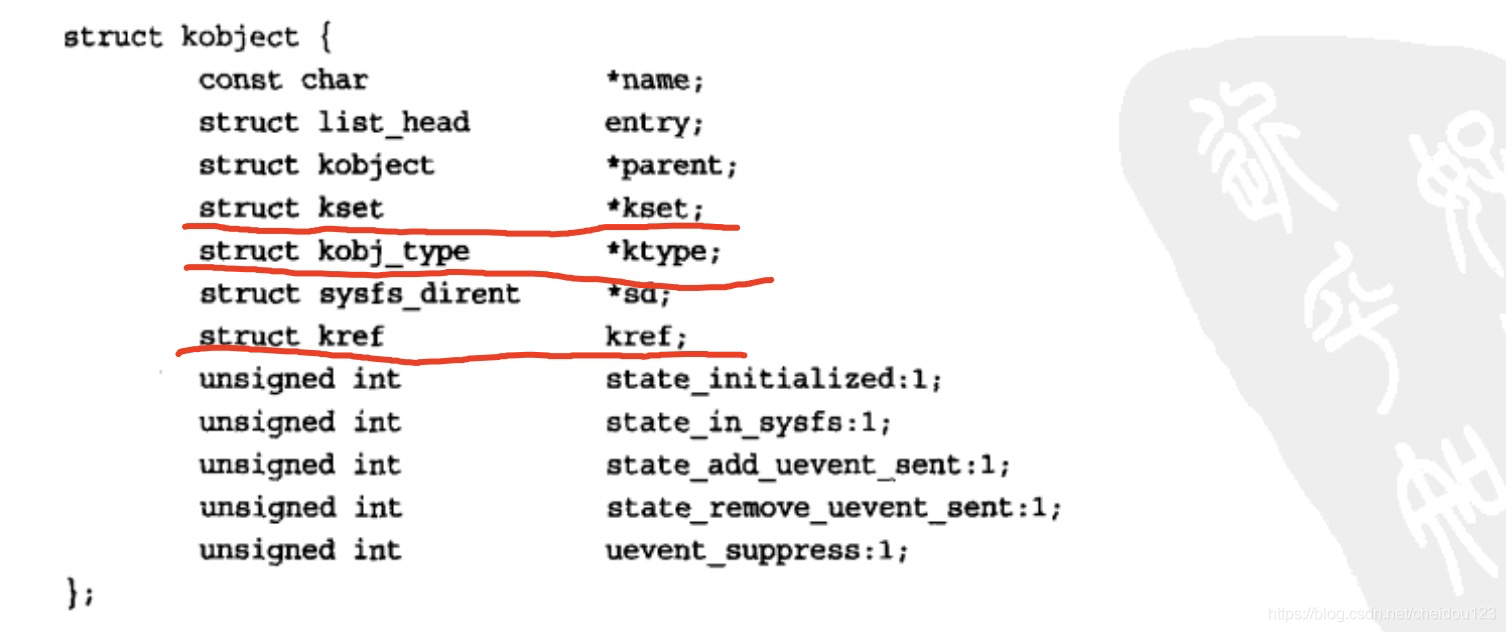 struct kobject {
const char *name;
struct list_head entry;
struct kobject *parent;
struct kset *kset;
struct kobj_type *ktype;
struct sysfs_dirent *sd;
struct kref kref;
unsigned int state_initialized:1;
unsigned int state_in_sysfs:1;
unsigned int state_add_uevent_sent:1;
unsigned int state_remove_uevent_sent:1;
unsigned int uevent_suppress:1;
};
https://blog.csdn.net/cheidou123